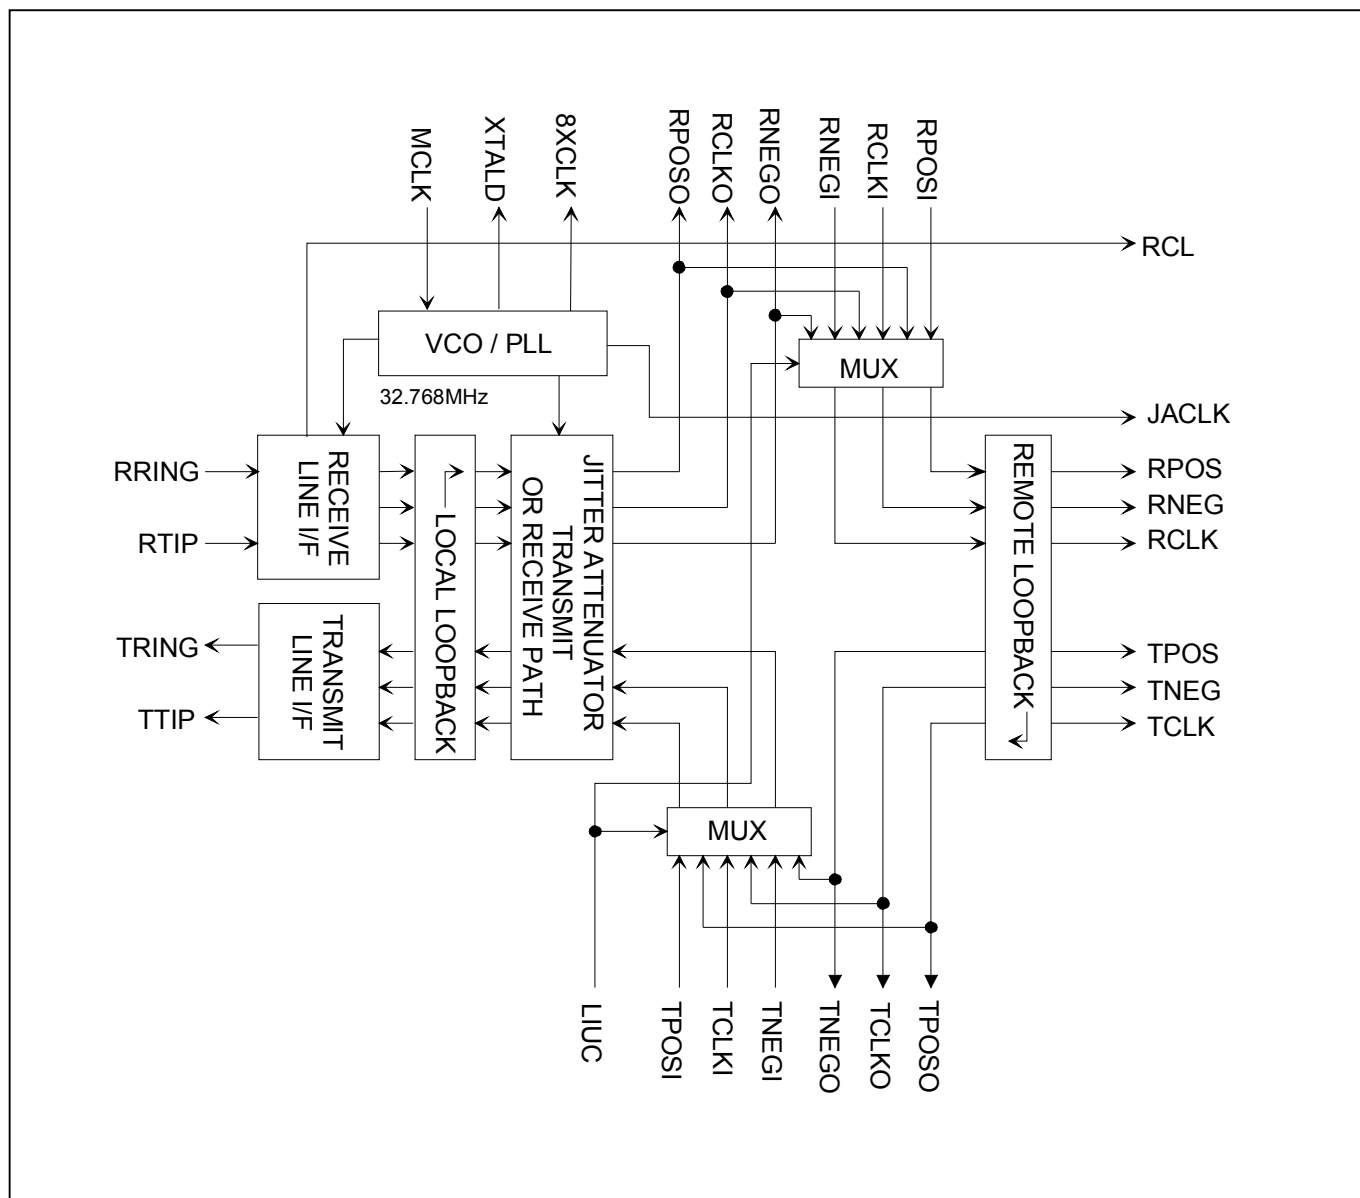 MCLK
XTALD
8XCLK
RPOSO
RCLKO
RNEGO
RNEGI
RCLKI
RPOSI
RCL
VCO / PLL
32.768MHz
MUX
JACLK
RRING
RTIP
RECEIVE
LINE I/F
LOCAL LOOPBACK
JITTER ATTENUATOR
TRANSMIT
OR RECEIVE PATH
REMOTE LOOPBACK
RPOS
RNEG
RCLK
TRING
TTIP
TRANSMIT
LINE I/F
TPOS
TNEG
TCLK
MUX
LIUC
TPOSI
TCLKI
TNEGI
TNEGO
TCLKO
TPOSO